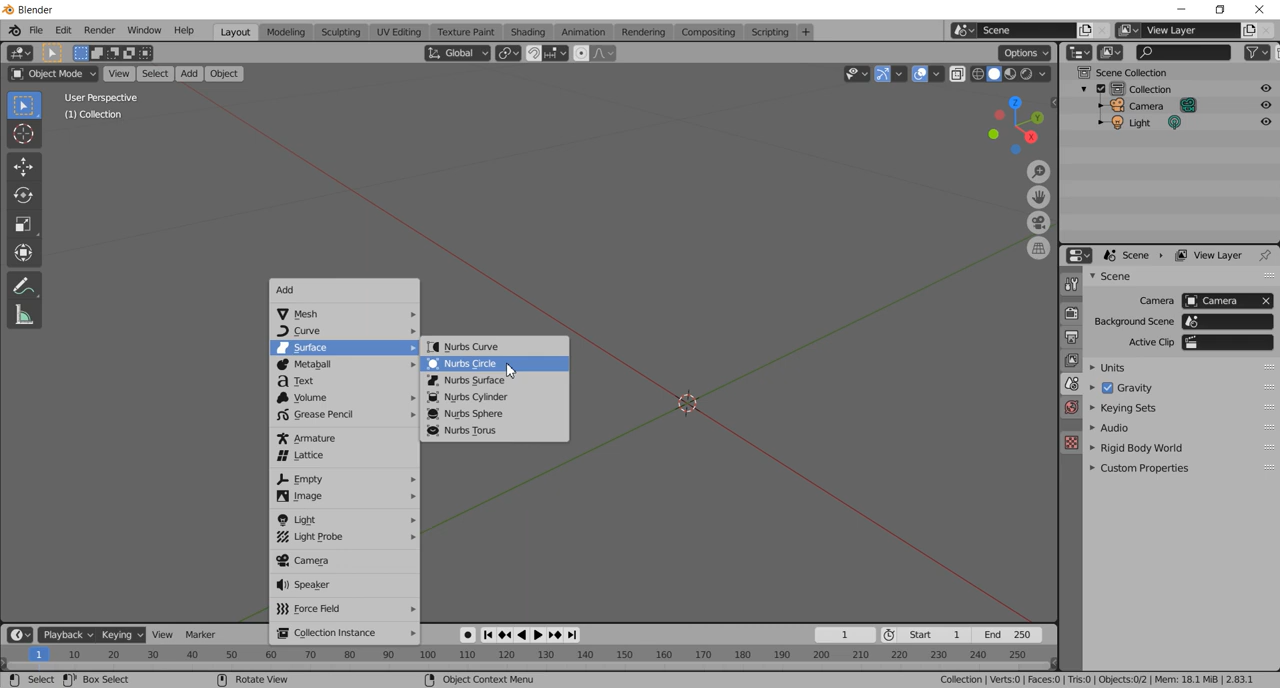 Blender
File Edit Render Window Help Layout Modeling Sculpting UV Editing Texture Paint Shading Animation Rendering Compositing Scripting + Scene View Layer
Global Options
Object Mode View Select Add Object
User Perspective
(1) Collection
Z
Y
X
Add
Mesh
Curve
Surface
Metaball
Text
Volume
Grease Pencil
Armature
Lattice
Empty
Image
Light
Light Probe
Camera
Speaker
Force Field
Collection Instance
Nurbs Curve
Nurbs Circle
Nurbs Surface
Nurbs Cylinder
Nurbs Sphere
Nurbs Torus
Scene Collection
Collection
Camera
Light
Scene View Layer
Scene
Camera Camera
Background Scene
Active Clip
Units
Gravity
Keying Sets
Audio
Rigid Body World
Custom Properties
Playback Keying View Marker 1 Start 1 End 250
1 10 20 30 40 50 60 70 80 90 100 110 120 130 140 150 160 170 180 190 200 210 220 230 240 250
Select Box Select Rotate View Object Context Menu Collection | Verts:0 | Faces:0 | Tris:0 | Objects:0/2 | Mem: 18.1 MiB | 2.83.1